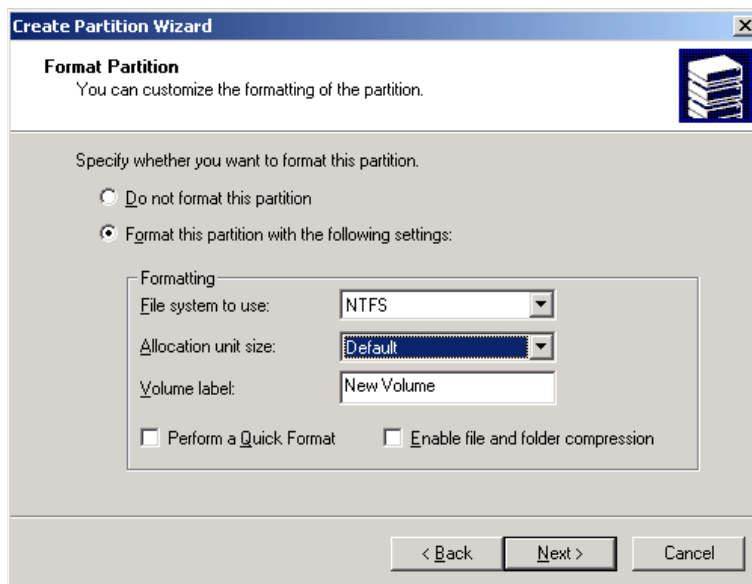 Create Partition Wizard
Format Partition
You can customize the formatting of the partition.
Specify whether you want to format this partition.
Do not format this partition
Format this partition with the following settings:
Formatting
File system to use: NTFS
Allocation unit size: Default
Volume label: New Volume
Perform a Quick Format Enable file and folder compression
< Back Next > Cancel